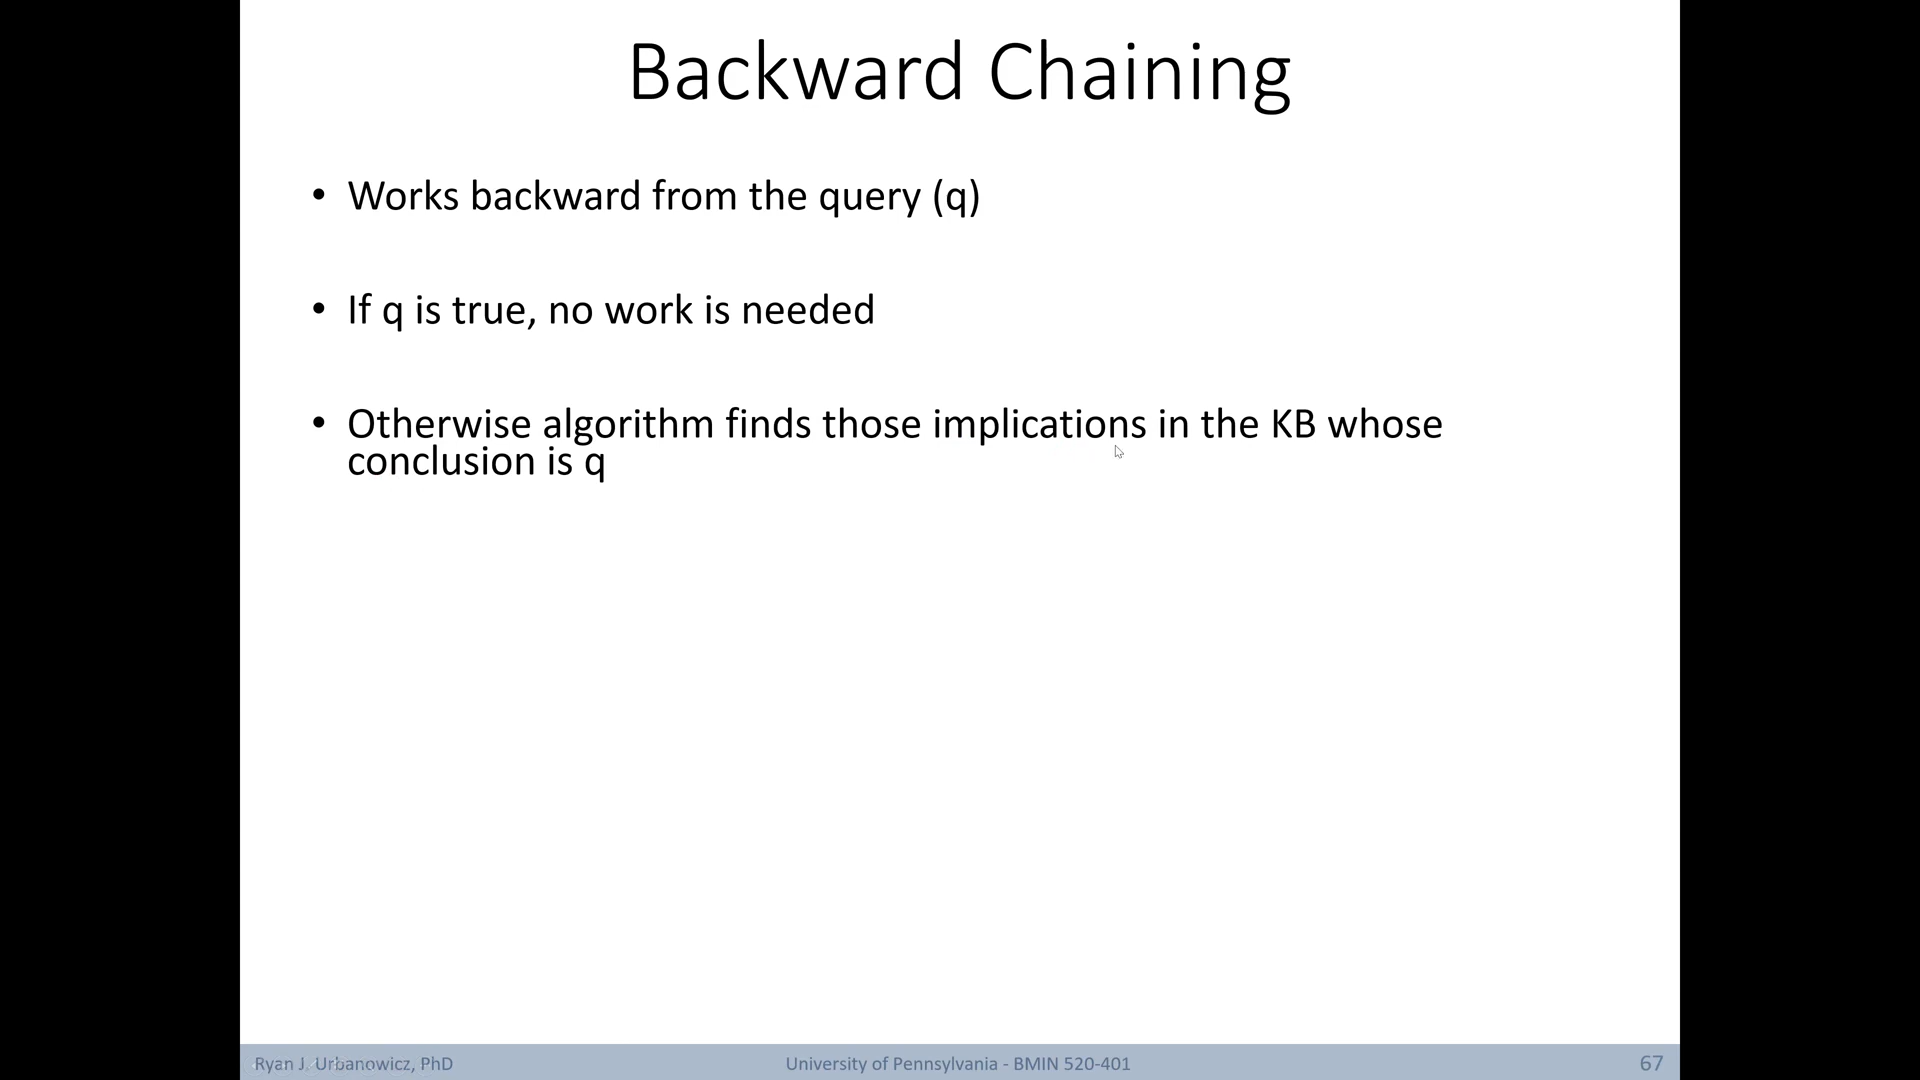 Backward Chaining
• Works backward from the query (q)
• If q is true, no work is needed
• Otherwise algorithm finds those implications in the KB whose
conclusion is q
Ryan J. Urbanowicz, PhD
University of Pennsylvania - BMIN 520-401
67